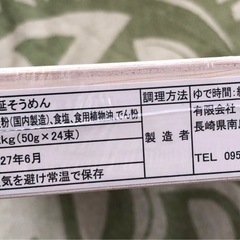 延そうめん
粉(国内製造)、食塩、食用植物油、でん粉
kg(50g×24束)
27年6月
気を避け常温で保存
調理方法
ゆで時間:約
製造者
有限会社
長崎県南島
TEL 095